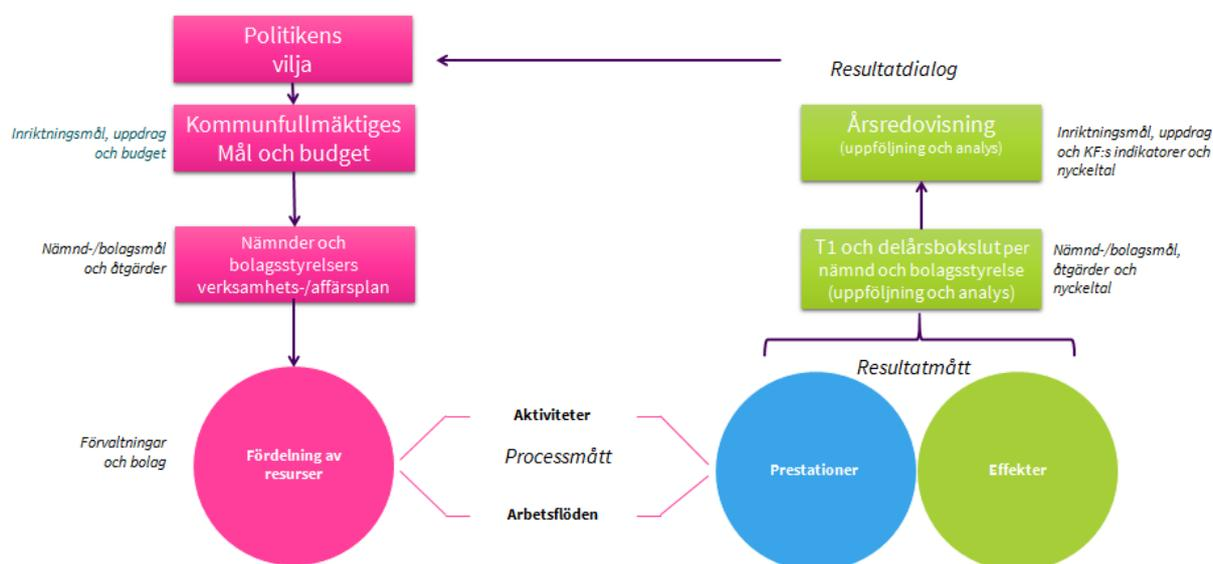 Politikens
vilja
Resultatdialog
Inriktningsmål, uppdrag
och budget
Kommunfullmäktiges
Mål och budget
Årsredovisning
(uppföljning och analys)
Inriktningsmål, uppdrag
och KF:s indikatorer och
nyckeltal
Nämnd-/bolagsmål
och åtgärder
Nämnder och
bolagsstyrelsers
verksamhets-/affärsplan
T1 och delårsbokslut per
nämnd och bolagsstyrelse
(uppföljning och analys)
Nämnd-/bolagsmål,
åtgärder och
nyckeltal
Resultatmått
Förvaltningar
och bolag
Fördelning av
resurser
Aktiviteter
Processmått
Arbetsflöden
Prestationer
Effekter